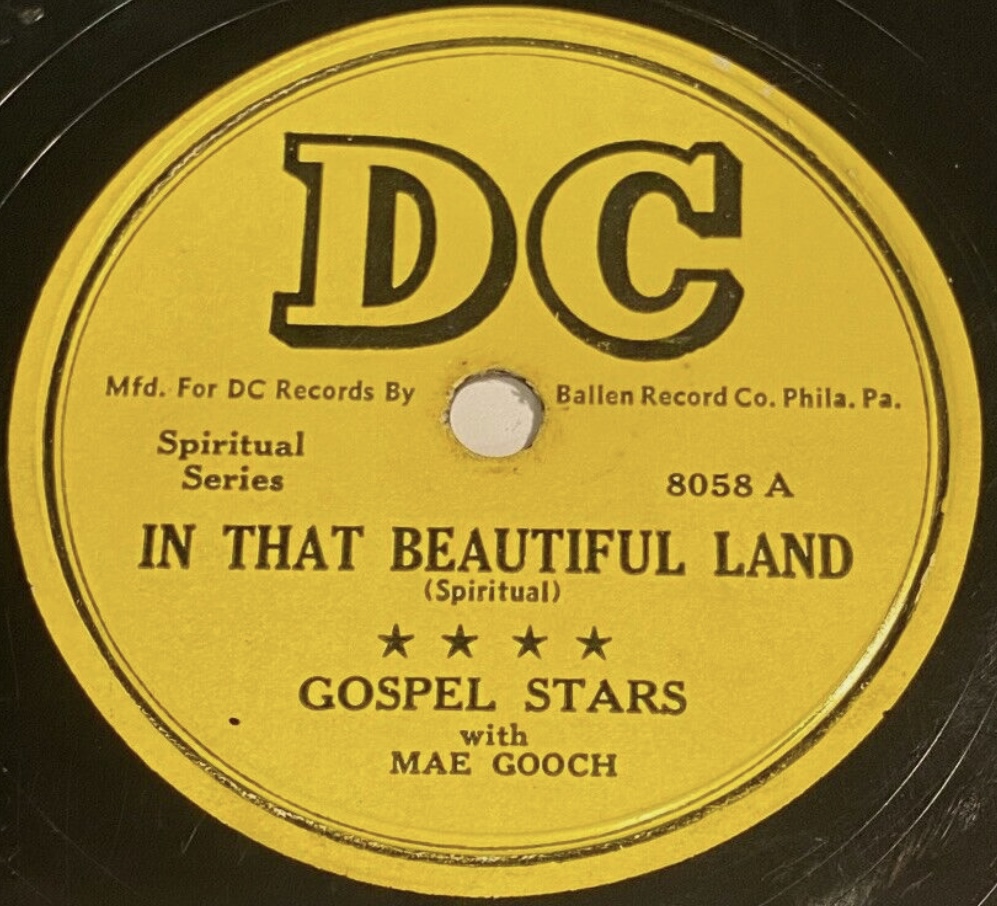 DC
Mfd. For DC Records By Ballen Record Co. Phila. Pa.
Spiritual
Series
8058 A
IN THAT BEAUTIFUL LAND
(Spiritual)
★ ★ ★ ★
GOSPEL STARS
with
MAE GOOCH